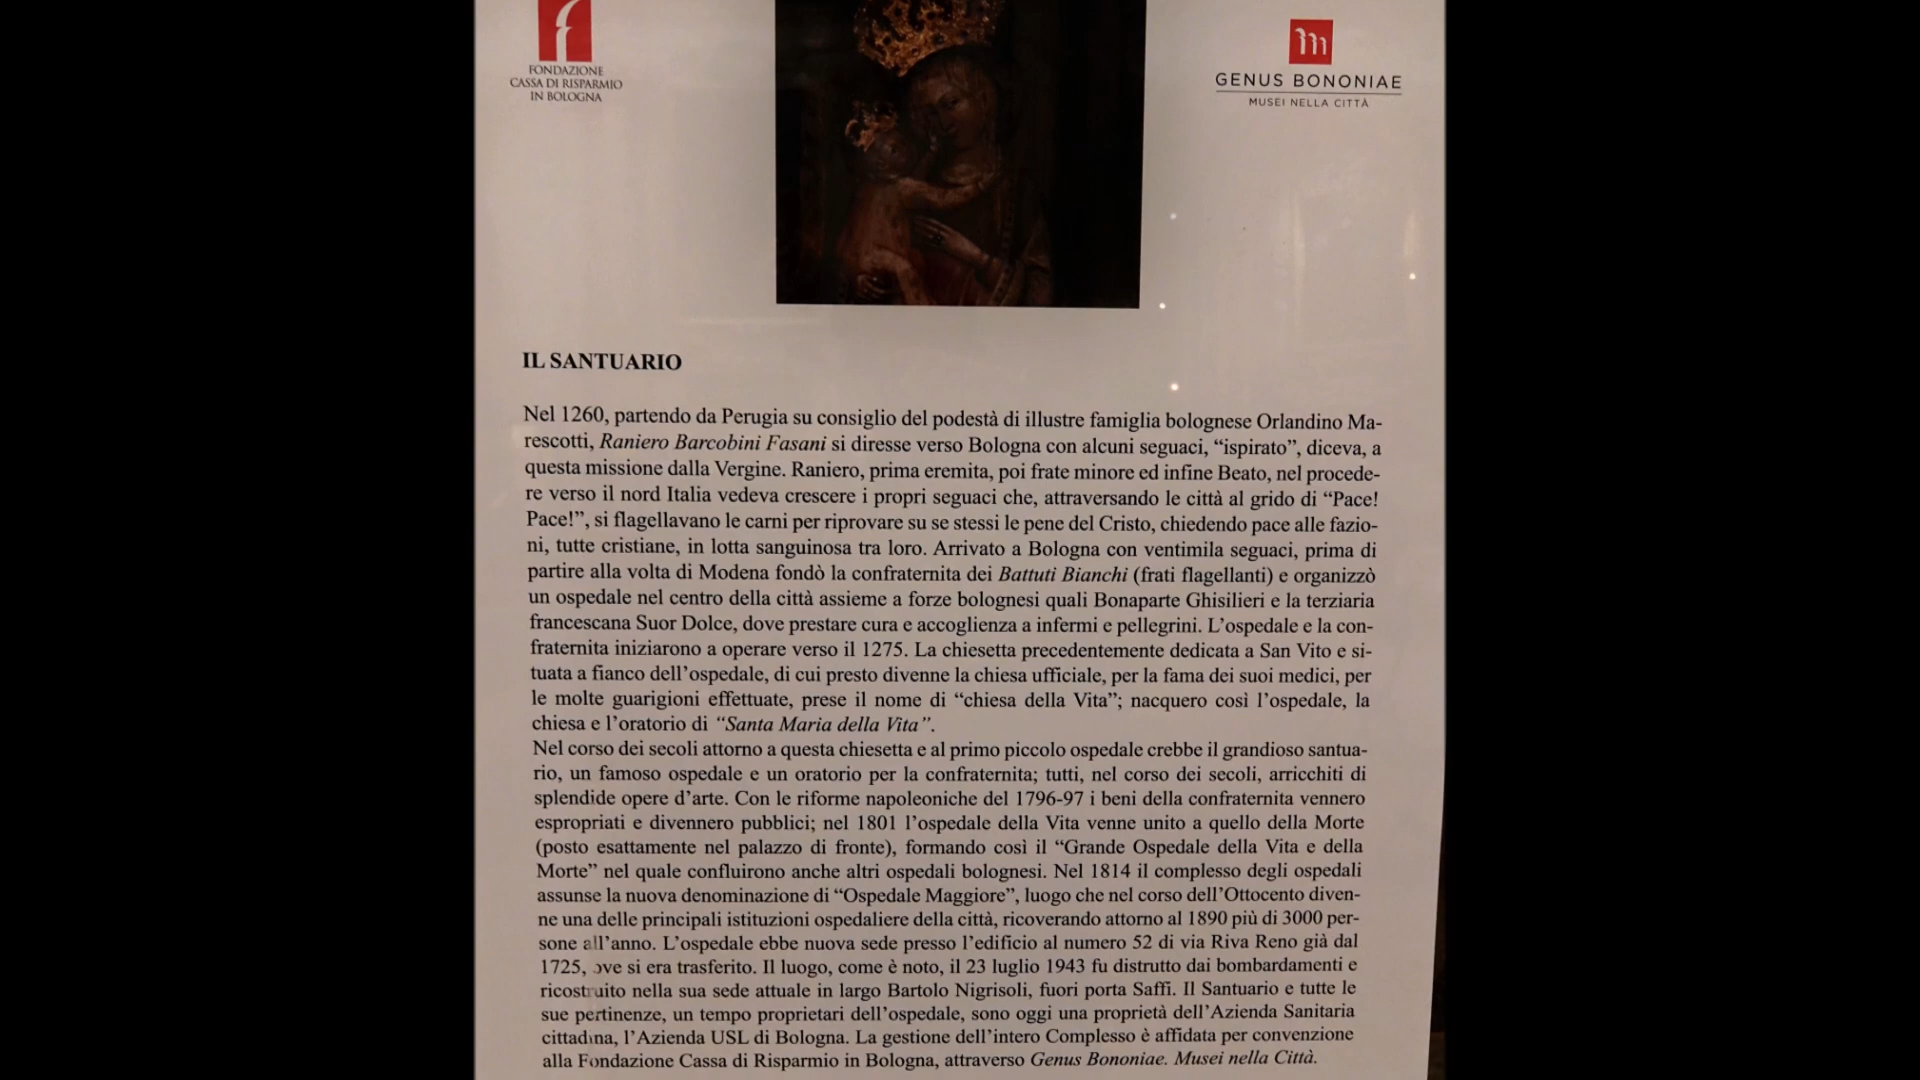 FONDAZIONE
CASSA DI RISPARMIO
IN BOLOGNA
GENUS BONONIAE
MUSEI NELLA CITTÀ
IL SANTUARIO
Nel 1260, partendo da Perugia su consiglio del podestà di illustre famiglia bolognese Orlandino Ma-
rescotti, Raniero Barcobini Fasani si diresse verso Bologna con alcuni seguaci, “ispirato”, diceva, a
questa missione dalla Vergine. Raniero, prima eremita, poi frate minore ed infine Beato, nel procede-
re verso il nord Italia vedeva crescere i propri seguaci che, attraversando le città al grido di “Pace!
Pace!”, si flagellavano le carni per riprovare su se stessi le pene del Cristo, chiedendo pace alle fazio-
ni, tutte cristiane, in lotta sanguinosa tra loro. Arrivato a Bologna con ventimila seguaci, prima di
partire alla volta di Modena fondò la confraternita dei Battuti Bianchi (frati flagellanti) e organizzò
un ospedale nel centro della città assieme a forze bolognesi quali Bonaparte Ghisilieri e la terziaria
francescana Suor Dolce, dove prestare cura e accoglienza a infermi e pellegrini. L’ospedale e la con-
fraternita iniziarono a operare verso il 1275. La chiesetta precedentemente dedicata a San Vito e si-
tuata a fianco dell’ospedale, di cui presto divenne la chiesa ufficiale, per la fama dei suoi medici, per
le molte guarigioni effettuate, prese il nome di “chiesa della Vita”; nacquero così l’ospedale, la
chiesa e l’oratorio di “Santa Maria della Vita”.
Nel corso dei secoli attorno a questa chiesetta e al primo piccolo ospedale crebbe il grandioso santua-
rio, un famoso ospedale e un oratorio per la confraternita; tutti, nel corso dei secoli, arricchiti di
splendide opere d’arte. Con le riforme napoleoniche del 1796-97 i beni della confraternita vennero
espropriati e divennero pubblici; nel 1801 l’ospedale della Vita venne unito a quello della Morte
(posto esattamente nel palazzo di fronte), formando così il “Grande Ospedale della Vita e della
Morte” nel quale confluirono anche altri ospedali bolognesi. Nel 1814 il complesso degli ospedali
assunse la nuova denominazione di “Ospedale Maggiore”, luogo che nel corso dell’Ottocento diven-
ne una delle principali istituzioni ospedaliere della città, ricoverando attorno al 1890 più di 3000 per-
sone all’anno. L’ospedale ebbe nuova sede presso l’edificio al numero 52 di via Riva Reno già dal
1725, ove si era trasferito. Il luogo, come è noto, il 23 luglio 1943 fu distrutto dai bombardamenti e
ricostruito nella sua sede attuale in largo Bartolo Nigrisoli, fuori porta Saffi. Il Santuario e tutte le
sue pertinenze, un tempo proprietari dell’ospedale, sono oggi una proprietà dell’Azienda Sanitaria
cittadina, l’Azienda USL di Bologna. La gestione dell’intero Complesso è affidata per convenzione
alla Fondazione Cassa di Risparmio in Bologna, attraverso Genus Bononiae. Musei nella Città.